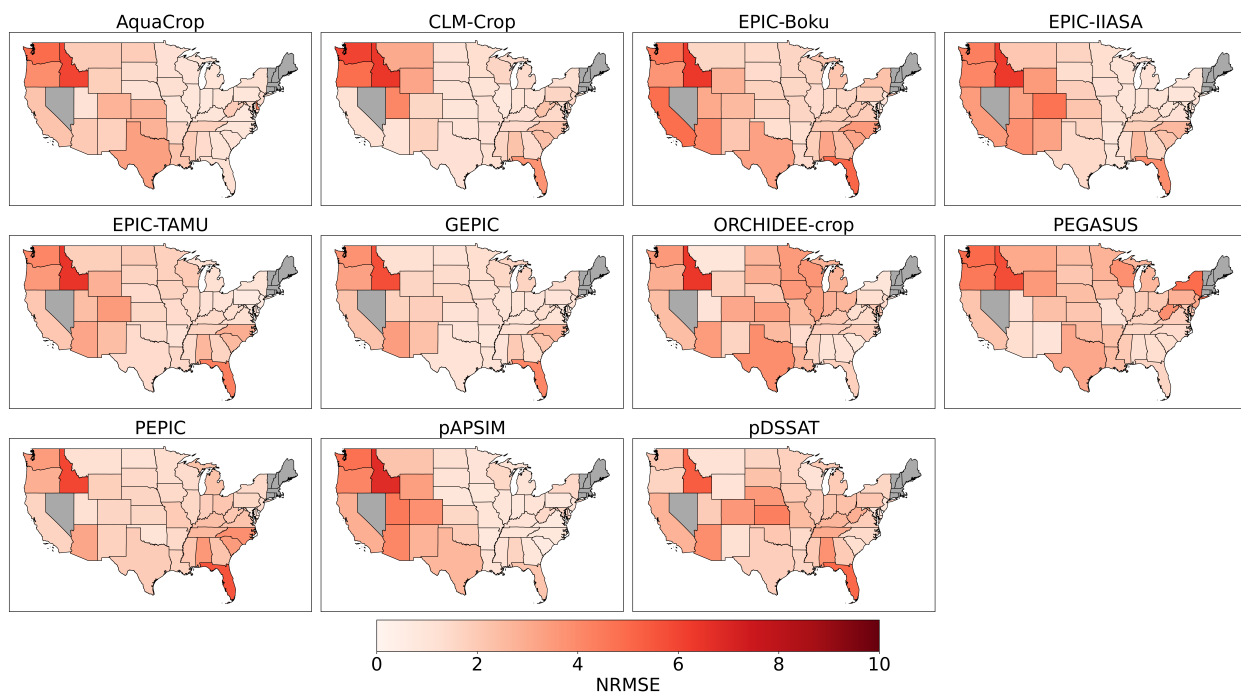 AquaCrop CLM-Crop EPIC-Boku EPIC-IIASA
EPIC-TAMU GEPIC ORCHIDEE-crop PEGASUS
PEPIC pAPSIM pDSSAT
0 2 4 6 8 10
NRMSE